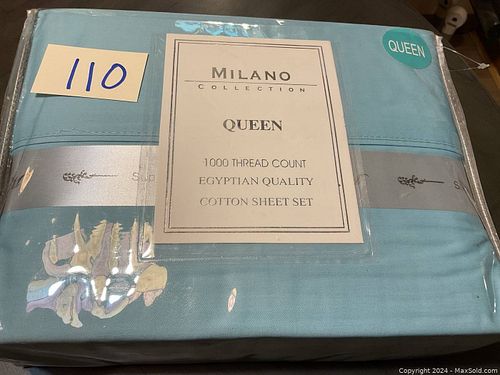 110
QUEEN
MILANO
COLLECTION
QUEEN
1000 THREAD COUNT
EGYPTIAN QUALITY
COTTON SHEET SET
Copyright 2024 - MaxSold.com